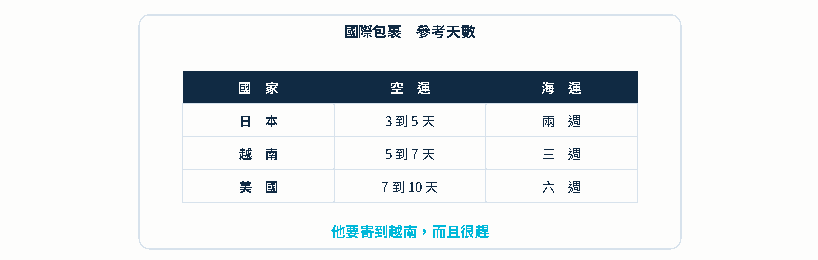 國際包裹　參考天數
國　家　空　運　海　運
日　本　3 到 5 天　兩　週
越　南　5 到 7 天　三　週
美　國　7 到 10 天　六　週
他要寄到越南，而且很趕